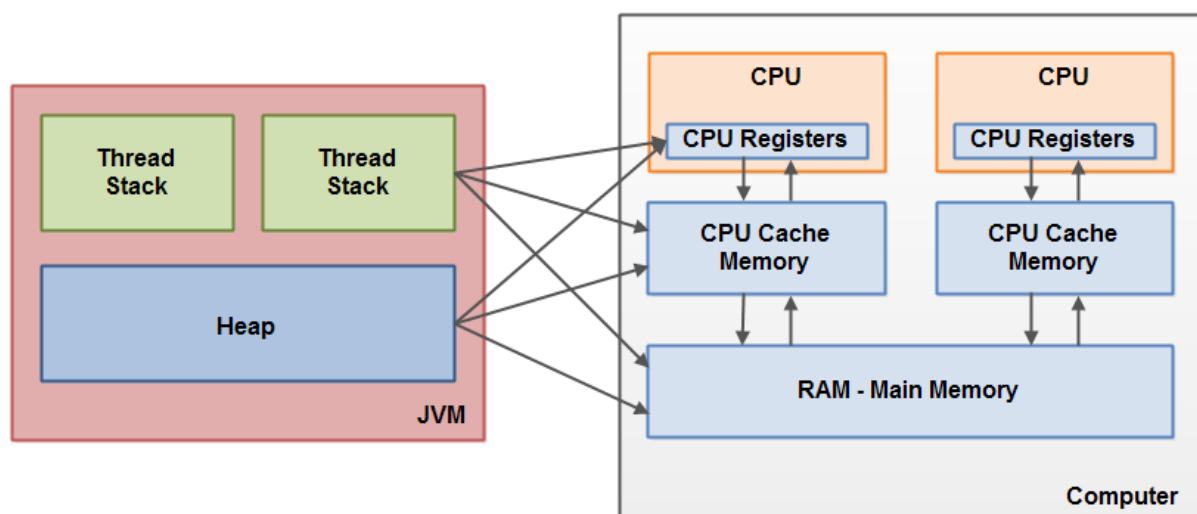 Thread
Stack
Thread
Stack
Heap
JVM
CPU
CPU Registers
CPU Cache
Memory
CPU
CPU Registers
CPU Cache
Memory
RAM - Main Memory
Computer